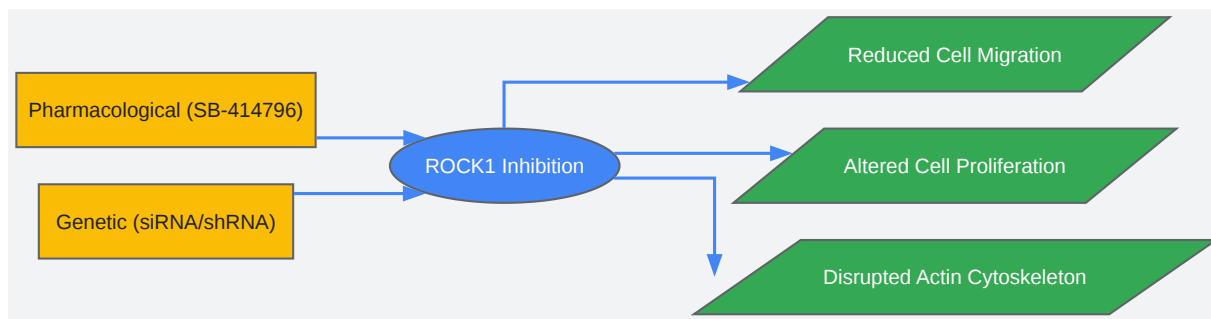 Pharmacological (SB-414796)
Genetic (siRNA/shRNA)
ROCK1 Inhibition
Reduced Cell Migration
Altered Cell Proliferation
Disrupted Actin Cytoskeleton